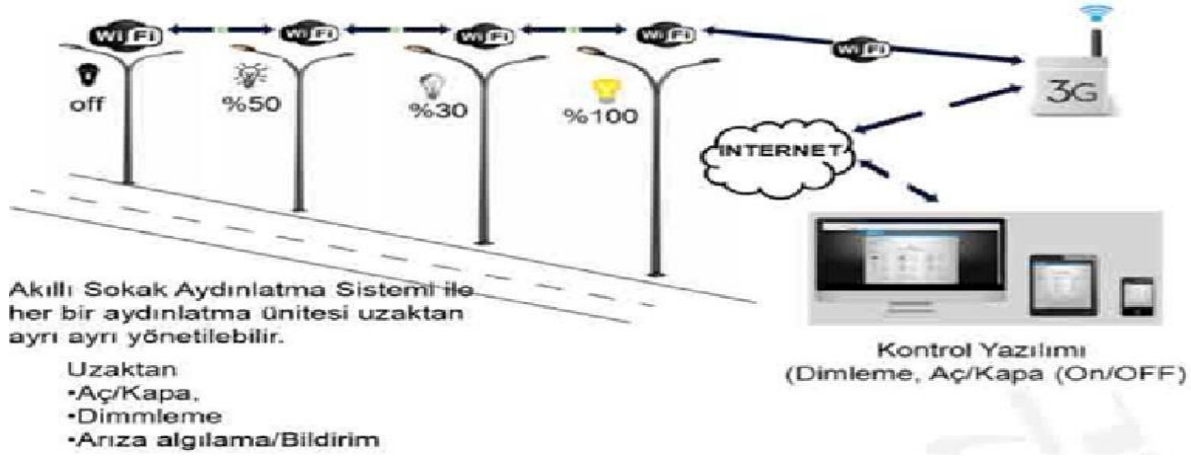 Wi Fi
Wi Fi
Wi Fi
Wi Fi
Wi Fi
off
%50
%30
%100
3G
INTERNET
Akıllı Sokak Aydınlatma Sistemi ile
her bir aydınlatma ünitesi uzaktan
ayrı ayrı yönetilebilir.
Uzaktan
•Aç/Kapa,
•Dimmleme
•Arıza algılama/Bildirim
Kontrol Yazılımı
(Dimleme, Aç/Kapa (On/OFF)